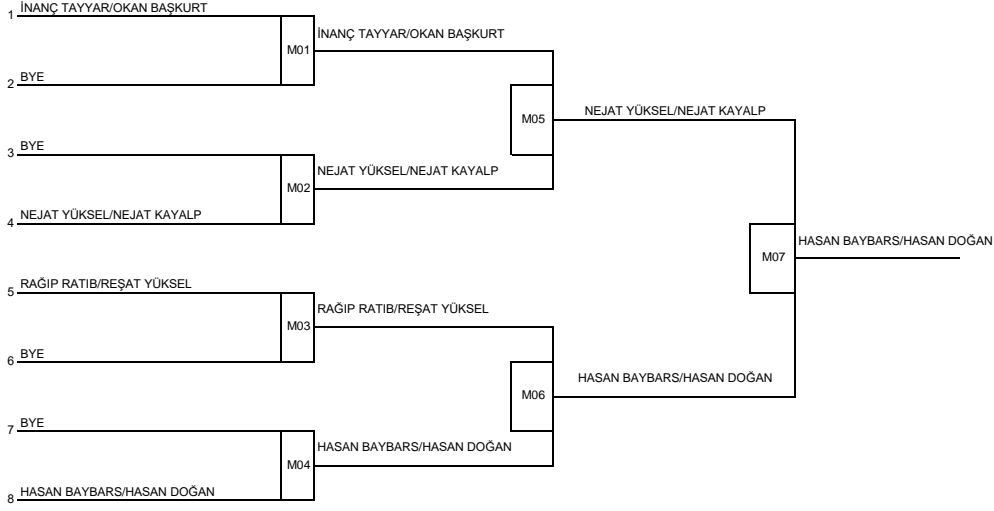 1 İNANÇ TAYYAR/OKAN BAŞKURT
M01
İNANÇ TAYYAR/OKAN BAŞKURT
2 BYE
M05
NEJAT YÜKSEL/NEJAT KAYALP
3 BYE
M02
NEJAT YÜKSEL/NEJAT KAYALP
4 NEJAT YÜKSEL/NEJAT KAYALP
M07
HASAN BAYBARS/HASAN DOĞAN
5 RAĞIP RATIB/REŞAT YÜKSEL
M03
RAĞIP RATIB/REŞAT YÜKSEL
6 BYE
M06
HASAN BAYBARS/HASAN DOĞAN
7 BYE
M04
HASAN BAYBARS/HASAN DOĞAN
8 HASAN BAYBARS/HASAN DOĞAN